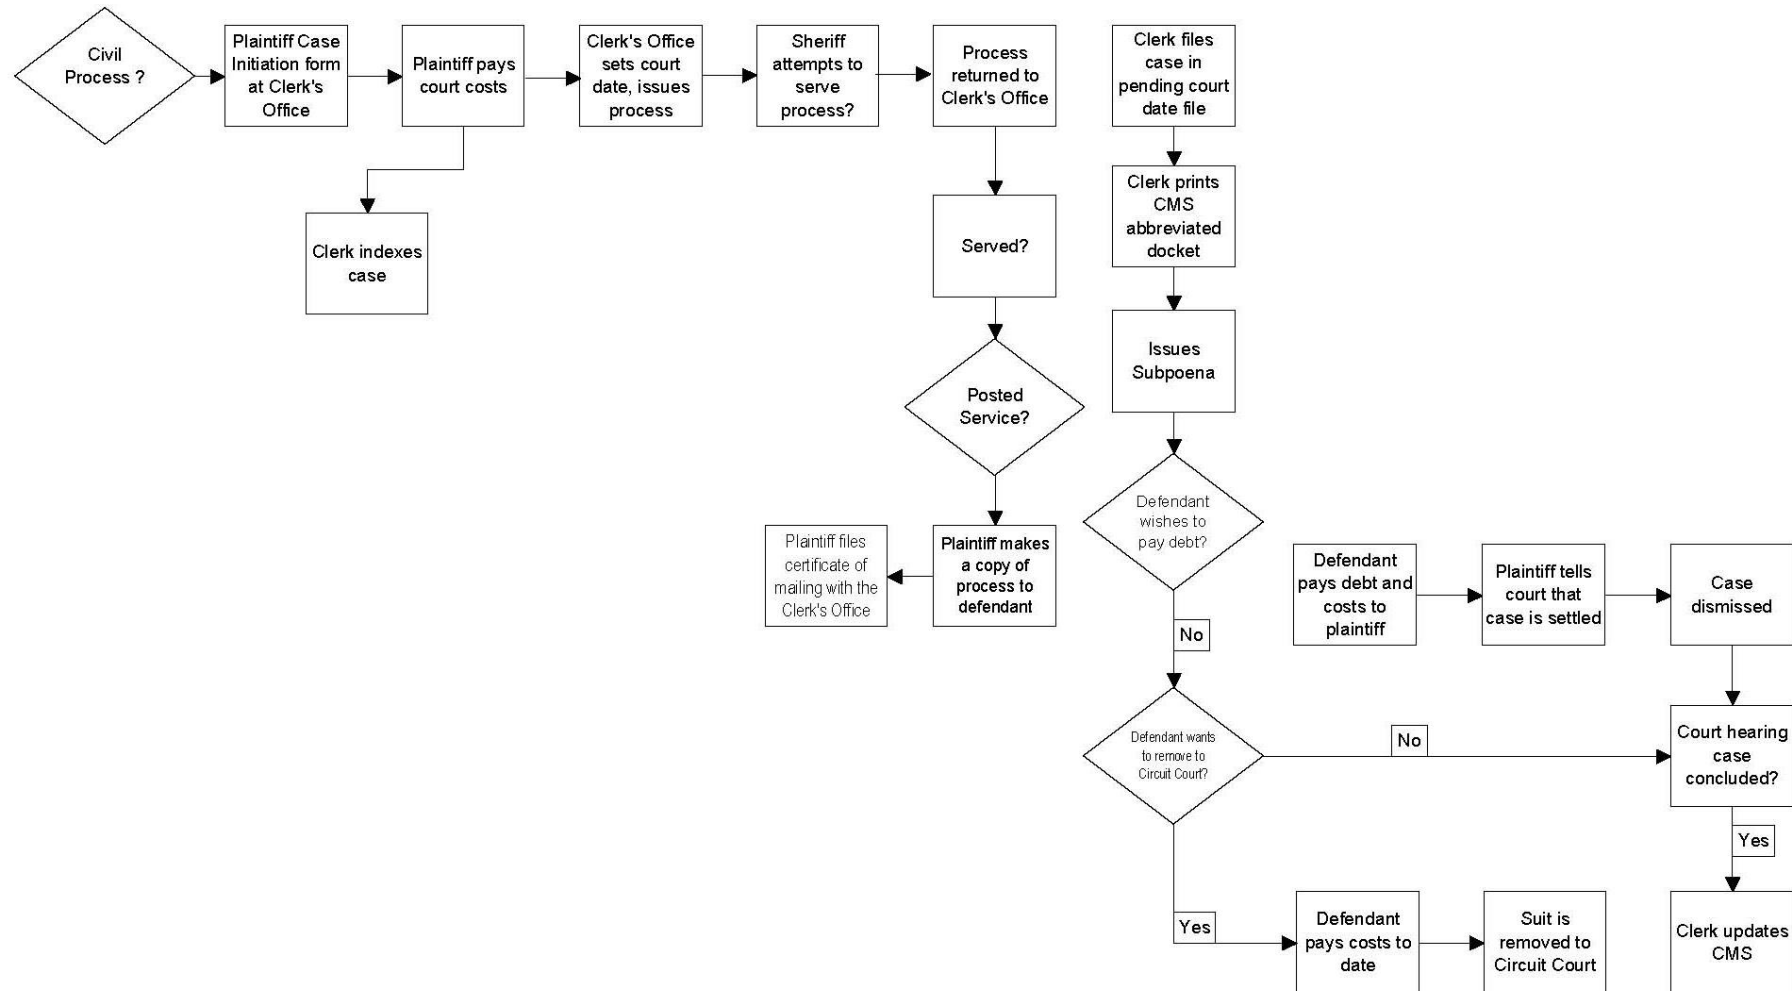 Civil
Process ?
Plaintiff Case
Initiation form
at Clerk's
Office
Plaintiff pays
court costs
Clerk's Office
sets court
date, issues
process
Sheriff
attempts to
serve
process?
Process
returned to
Clerk's Office
Clerk files
case in
pending court
date file
Clerk indexes
case
Served?
Clerk prints
CMS
abbreviated
docket
Issues
Subpoena
Posted
Service?
Defendant
wishes to
pay debt?
Plaintiff files
certificate of
mailing with the
Clerk's Office
Plaintiff makes
a copy of
process to
defendant
Defendant
pays debt and
costs to
plaintiff
Plaintiff tells
court that
case is settled
Case
dismissed
No
Defendant wants
to remove to
Circuit Court?
No
Court hearing
case
concluded?
Yes
Yes
Defendant
pays costs to
date
Suit is
removed to
Circuit Court
Clerk updates
CMS